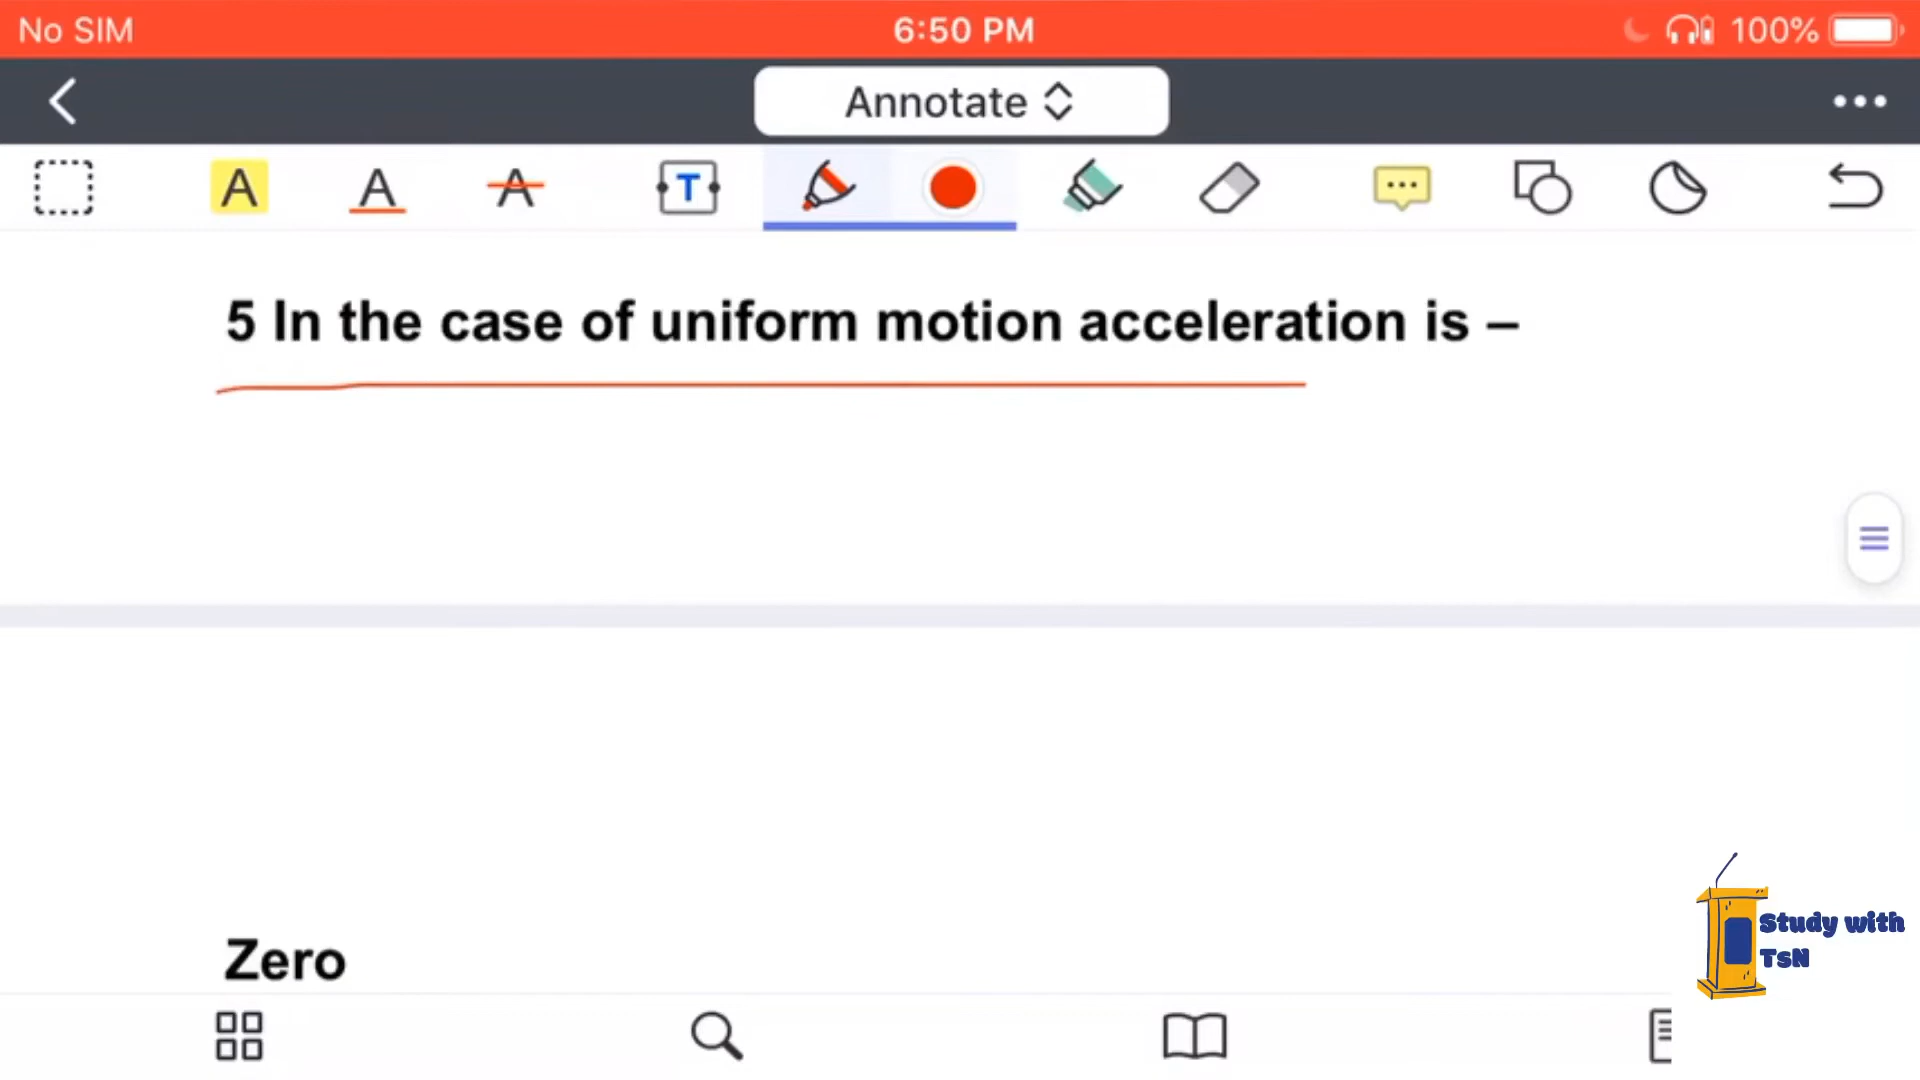 No SIM 6:50 PM 100%
Annotate
A A A T
5 In the case of uniform motion acceleration is –
Zero
Study with
TsN